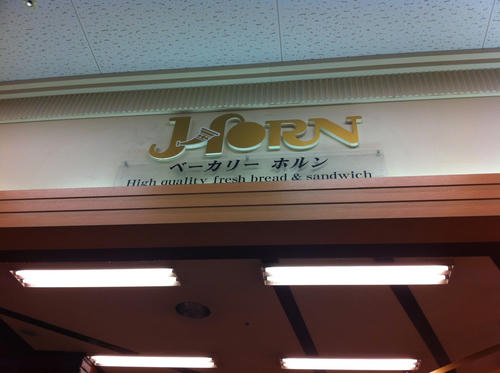 J-HORN
ベーカリー ホルン
High quality fresh bread & sandwich